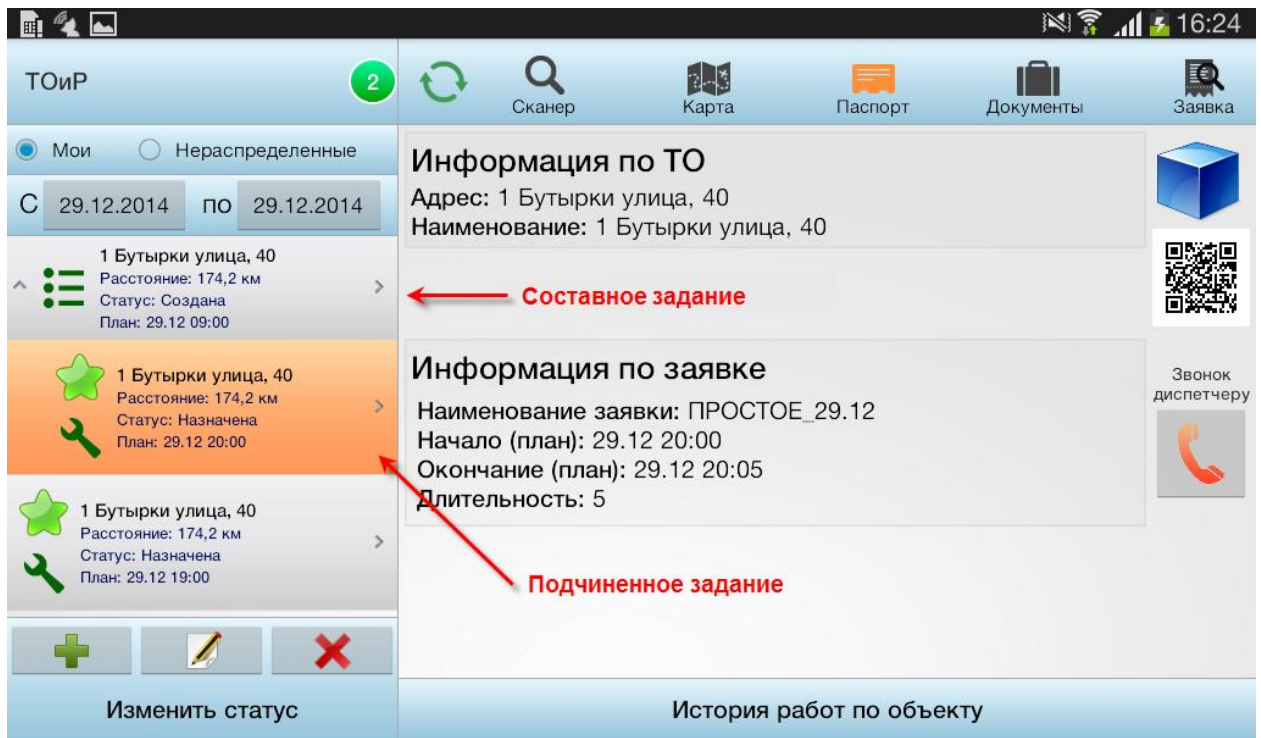 16:24
ТОиР
2
Сканер
Карта
Паспорт
Документы
Заявка
Мои
Нераспределенные
С 29.12.2014 по 29.12.2014
1 Бутырки улица, 40
Расстояние: 174,2 км
Статус: Создана
План: 29.12 09:00
1 Бутырки улица, 40
Расстояние: 174,2 км
Статус: Назначена
План: 29.12 20:00
1 Бутырки улица, 40
Расстояние: 174,2 км
Статус: Назначена
План: 29.12 19:00
Изменить статус
Информация по ТО
Адрес: 1 Бутырки улица, 40
Наименование: 1 Бутырки улица, 40
Составное задание
Информация по заявке
Наименование заявки: ПРОСТОЕ_29.12
Начало (план): 29.12 20:00
Окончание (план): 29.12 20:05
Длительность: 5
Подчиненное задание
Звонок
диспетчеру
История работ по объекту